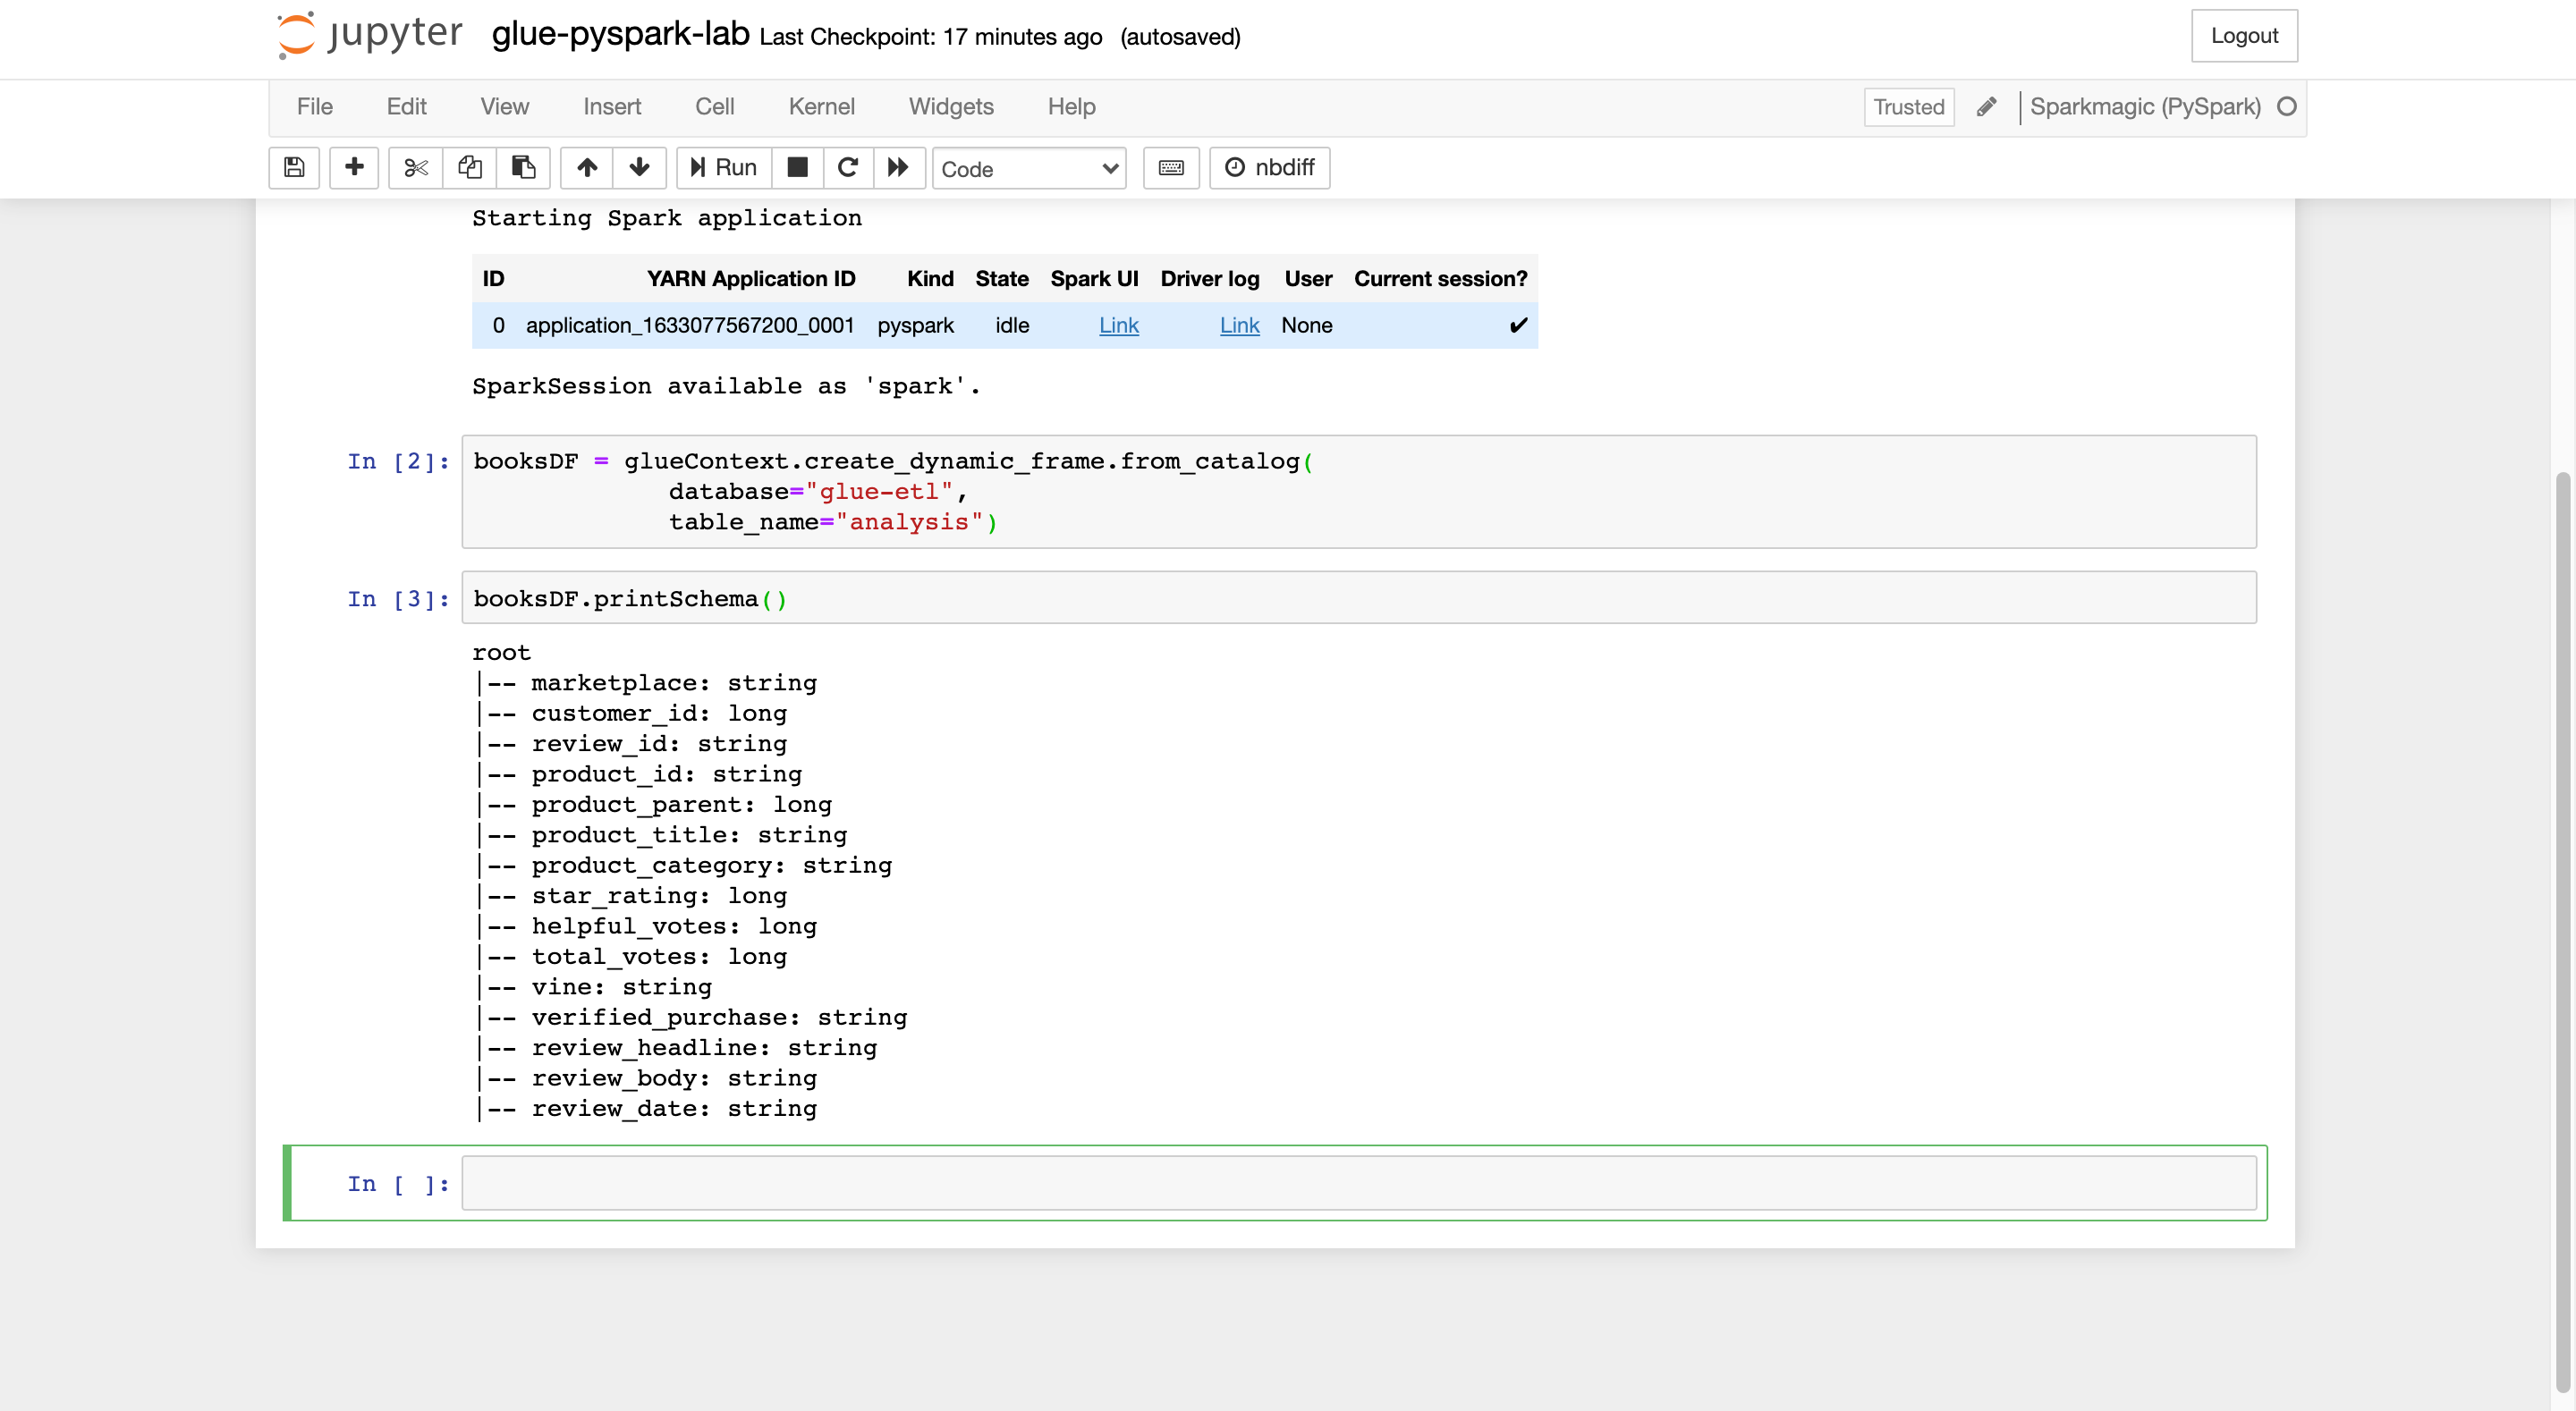 jupyter glue-pyspark-lab Last Checkpoint: 17 minutes ago (autosaved) Logout
File Edit View Insert Cell Kernel Widgets Help Trusted Sparkmagic (PySpark)
Run Code nbdiff
Starting Spark application
ID YARN Application ID Kind State Spark UI Driver log User Current session?
0 application_1633077567200_0001 pyspark idle Link Link None ✔
SparkSession available as 'spark'.
In [2]: booksDF = glueContext.create_dynamic_frame.from_catalog(
database="glue-etl",
table_name="analysis")
In [3]: booksDF.printSchema()
root
|-- marketplace: string
|-- customer_id: long
|-- review_id: string
|-- product_id: string
|-- product_parent: long
|-- product_title: string
|-- product_category: string
|-- star_rating: long
|-- helpful_votes: long
|-- total_votes: long
|-- vine: string
|-- verified_purchase: string
|-- review_headline: string
|-- review_body: string
|-- review_date: string
In [ ]: